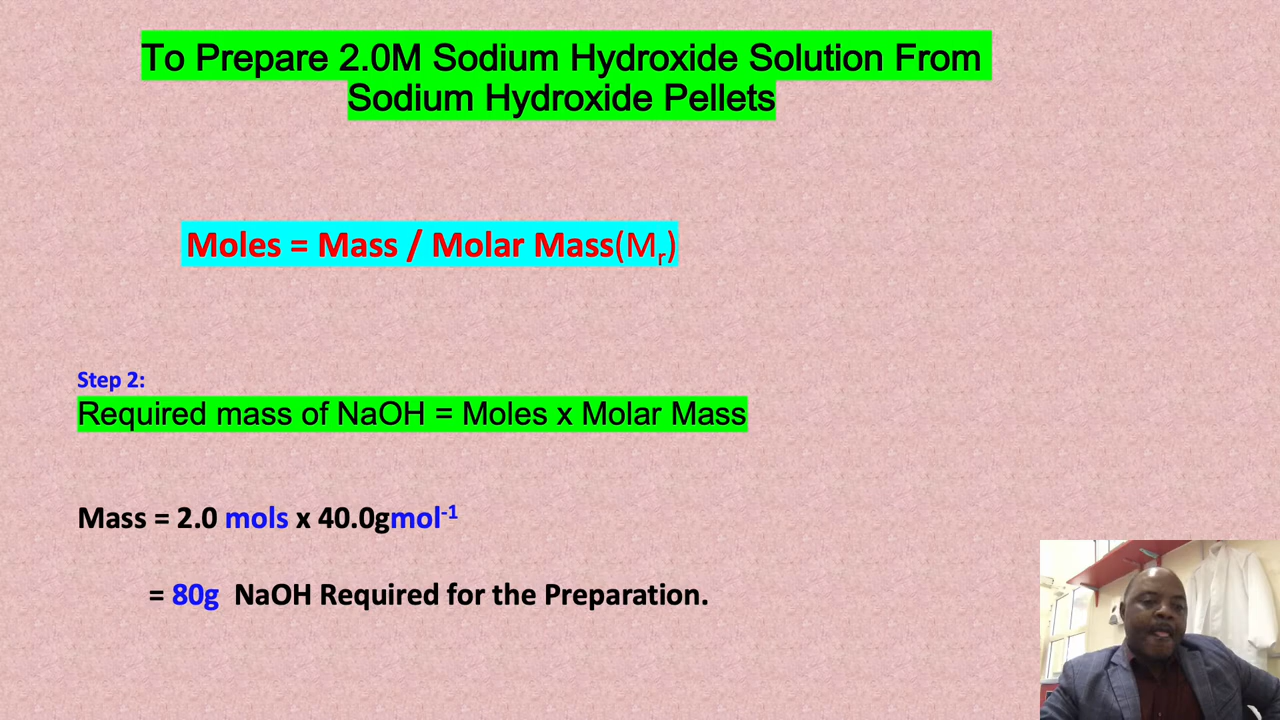 To Prepare 2.0M Sodium Hydroxide Solution From
Sodium Hydroxide Pellets
Moles = Mass / Molar Mass(Mᵣ)
Step 2:
Required mass of NaOH = Moles x Molar Mass
Mass = 2.0 mols x 40.0gmol⁻¹
= 80g NaOH Required for the Preparation.